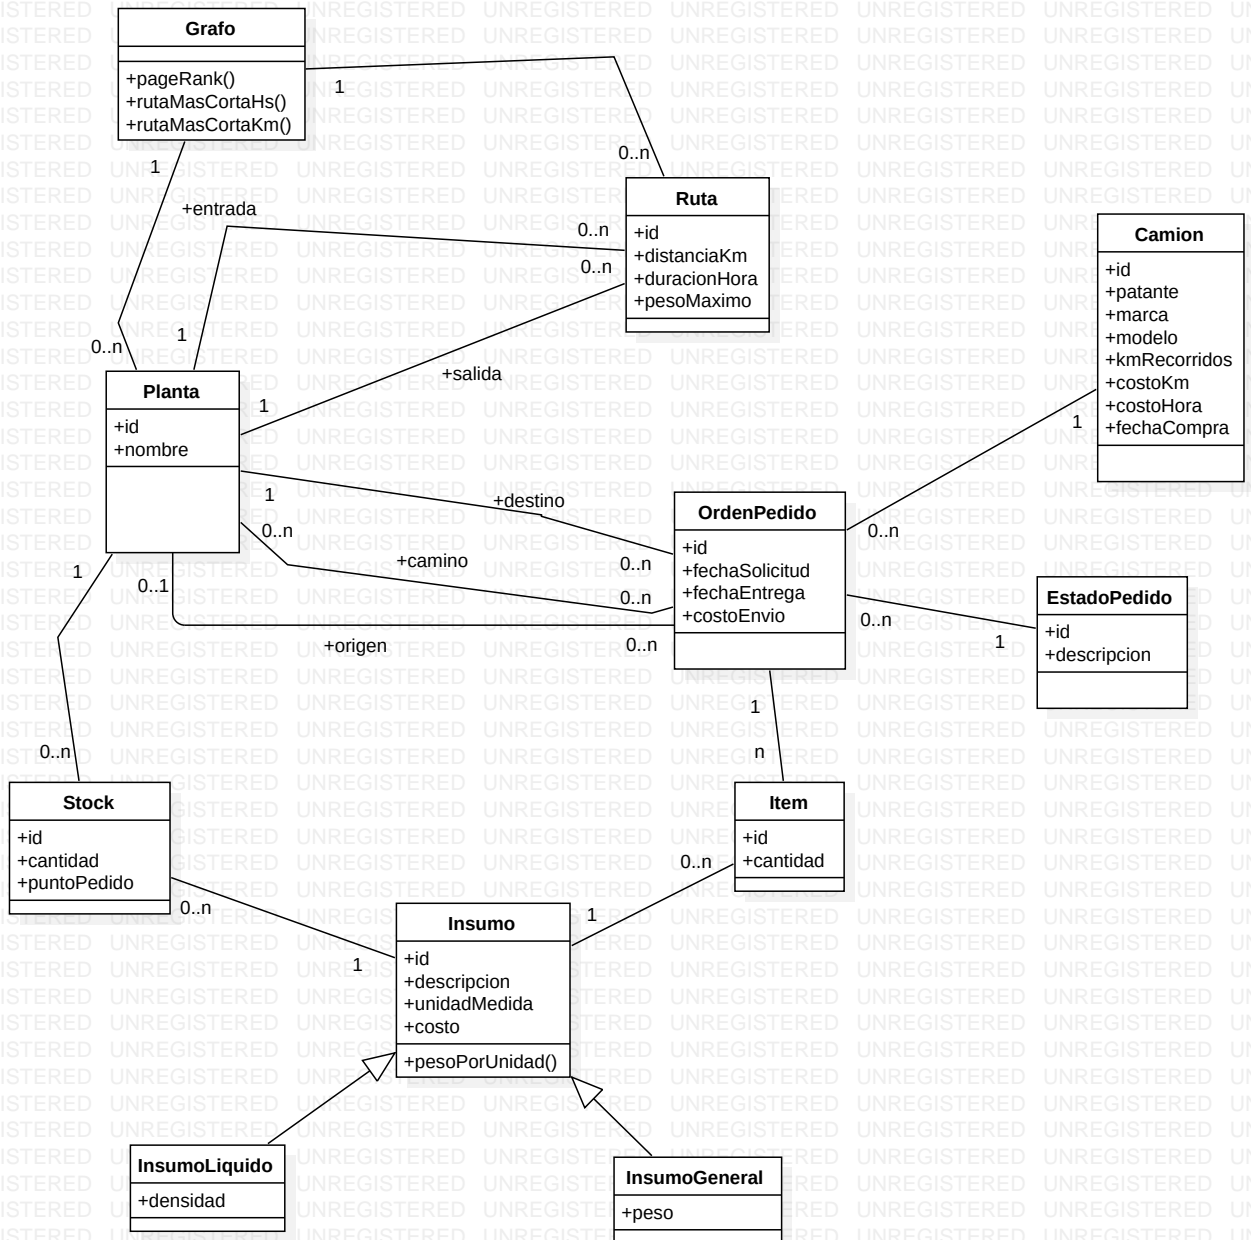 Grafo
+pageRank()
+rutaMasCortaHs()
+rutaMasCortaKm()
1
0..n
1
0..n
Ruta
+id
+distanciaKm
+duracionHora
+pesoMaximo
+entrada
0..n
1
0..n
+salida
1
Camion
+id
+patante
+marca
+modelo
+kmRecorridos
+costoKm
+costoHora
+fechaCompra
1
0..n
Planta
+id
+nombre
1
+destino
0..n
0..n
+camino
0..n
0..1
+origen
0..n
OrdenPedido
+id
+fechaSolicitud
+fechaEntrega
+costoEnvio
0..n
1
EstadoPedido
+id
+descripcion
1
0..n
1
n
Stock
+id
+cantidad
+puntoPedido
0..n
1
Item
+id
+cantidad
0..n
1
Insumo
+id
+descripcion
+unidadMedida
+costo
+pesoPorUnidad()
InsumoLiquido
+densidad
InsumoGeneral
+peso
UNREGISTERED